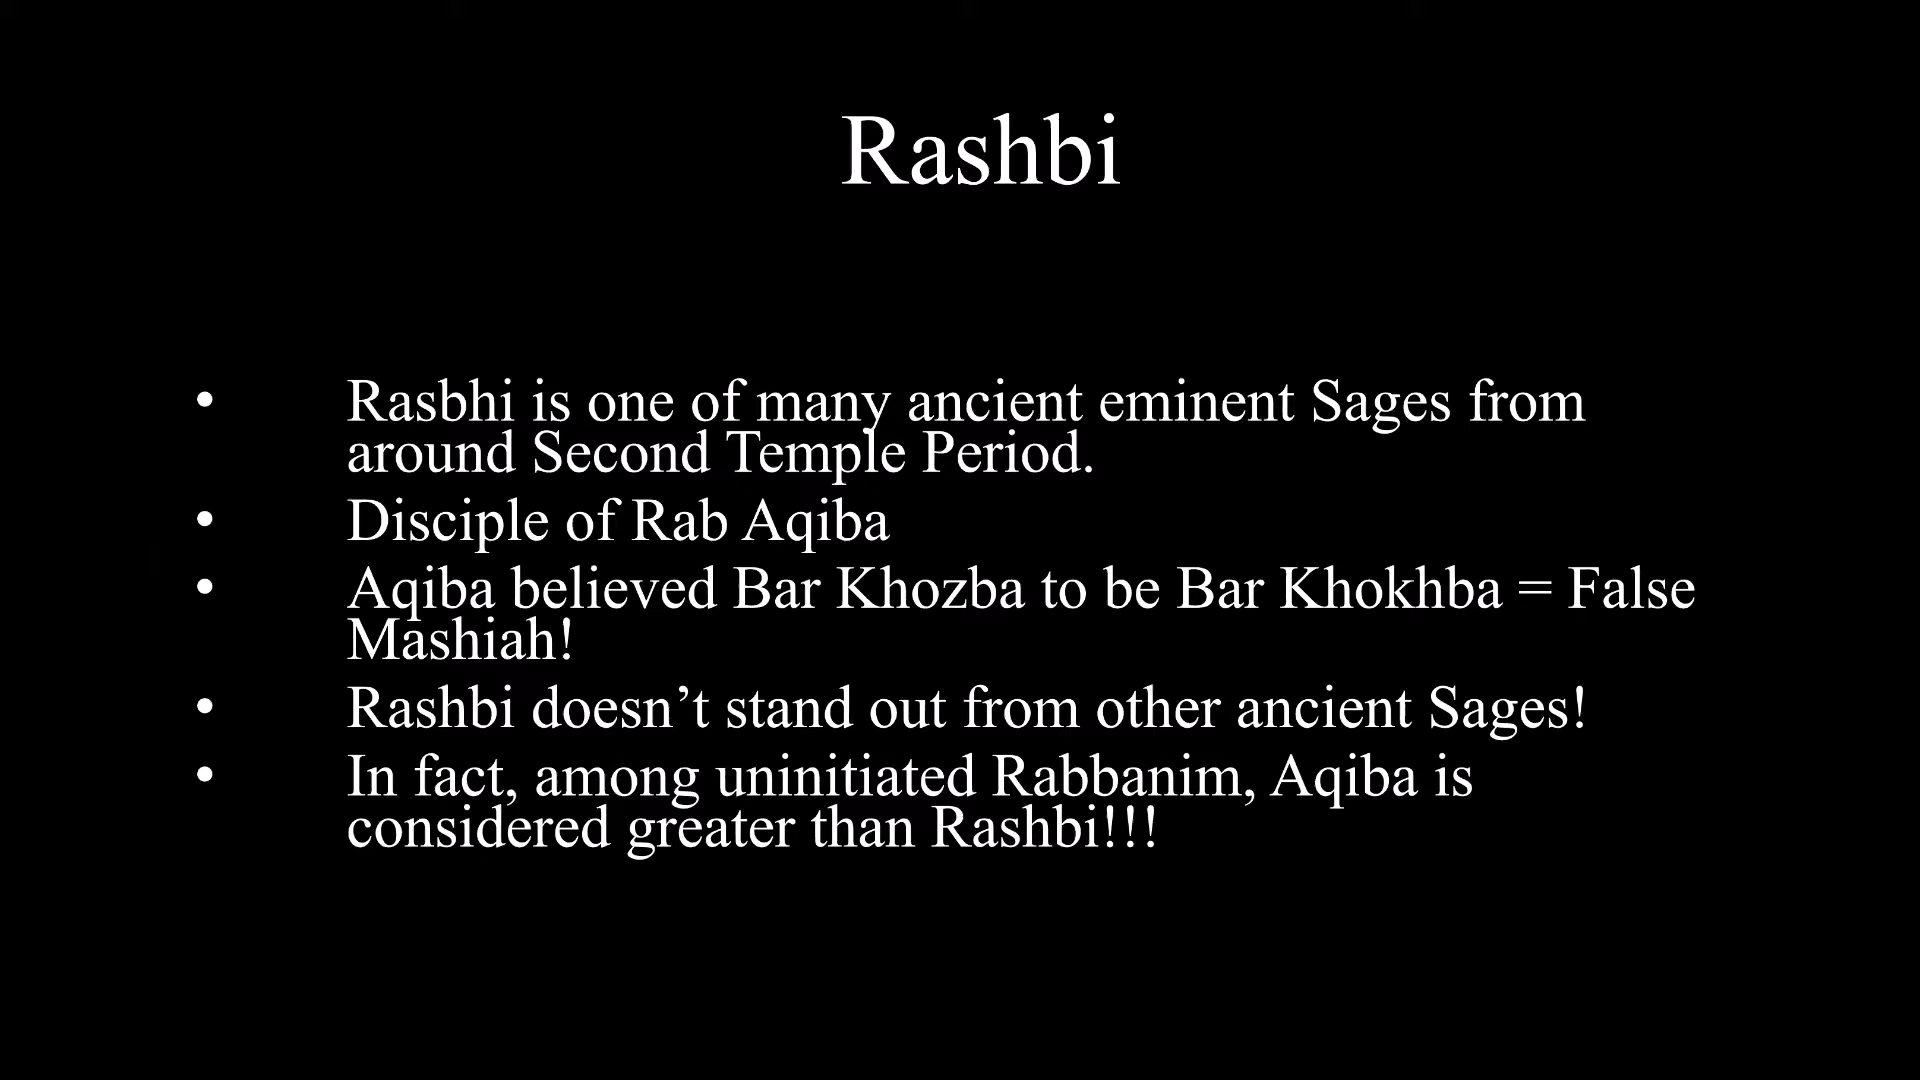 Rashbi
• Rasbhi is one of many ancient eminent Sages from
around Second Temple Period.
• Disciple of Rab Aqiba
• Aqiba believed Bar Khozba to be Bar Khokhba = False
Mashiah!
• Rashbi doesn’t stand out from other ancient Sages!
• In fact, among uninitiated Rabbanim, Aqiba is
considered greater than Rashbi!!!